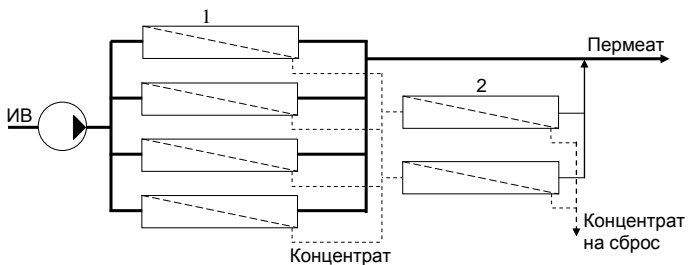 1
Пермеат
2
ИВ
Концентрат
на сброс
Концентрат